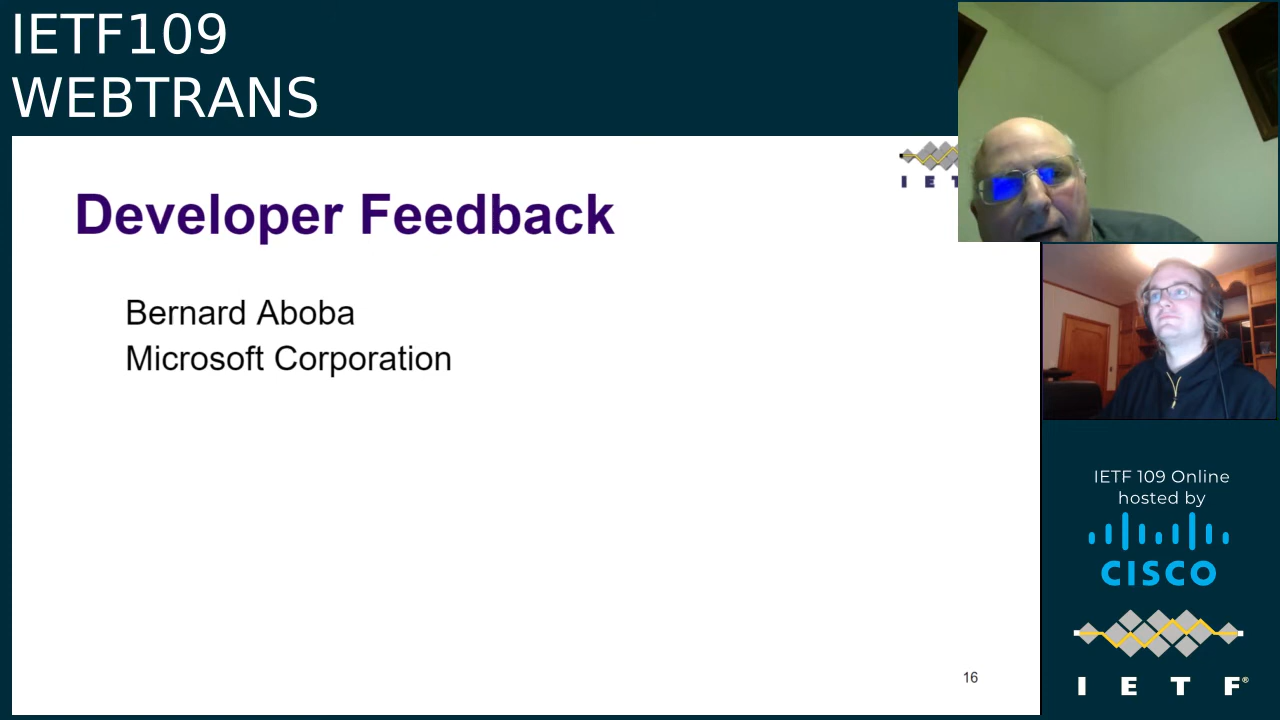 IETF109
WEBTRANS
I E T
Developer Feedback
Bernard Aboba
Microsoft Corporation
16
IETF 109 Online
hosted by
CISCO
I E T F®